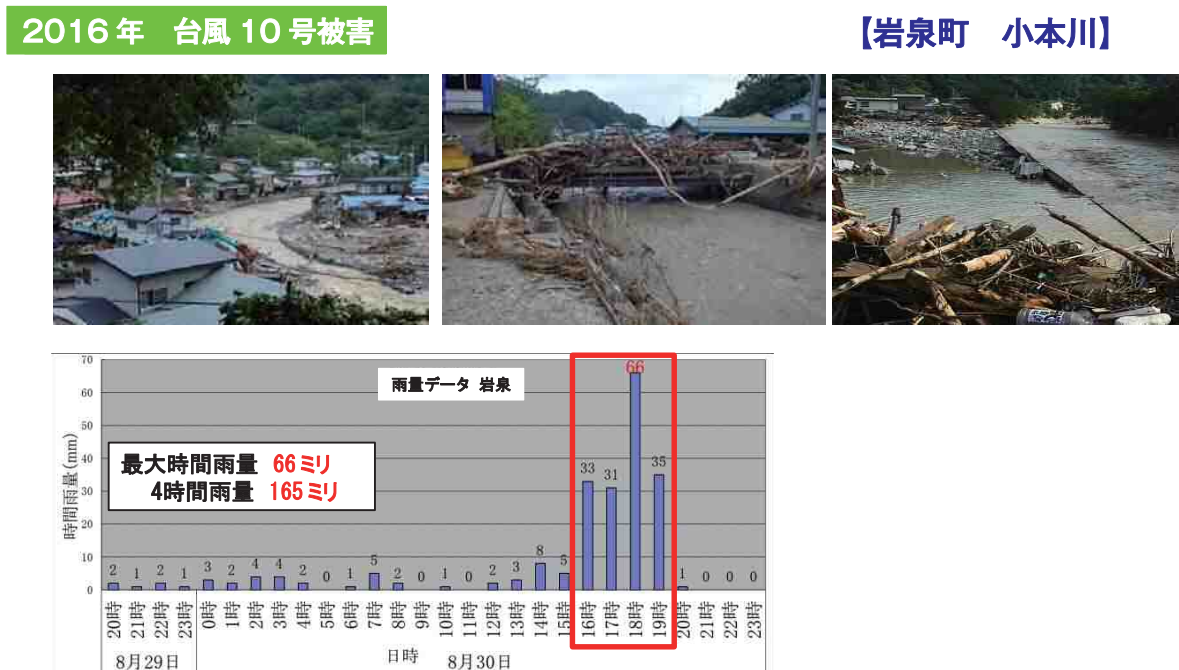 2016年　台風10号被害
【岩泉町　小本川】
雨量データ 岩泉
最大時間雨量 66ミリ
4時間雨量 165ミリ
時間雨量(mm)
70
60
50
40
30
20
10
0
2 1 2 1 3 2 4 4 2 0 1 5 2 0 1 0 2 3 8 5 33 31 66 35 1 0 0 0
20時 21時 22時 23時 0時 1時 2時 3時 4時 5時 6時 7時 8時 9時 10時 11時 12時 13時 14時 15時 16時 17時 18時 19時 20時 21時 22時 23時
8月29日 日時 8月30日